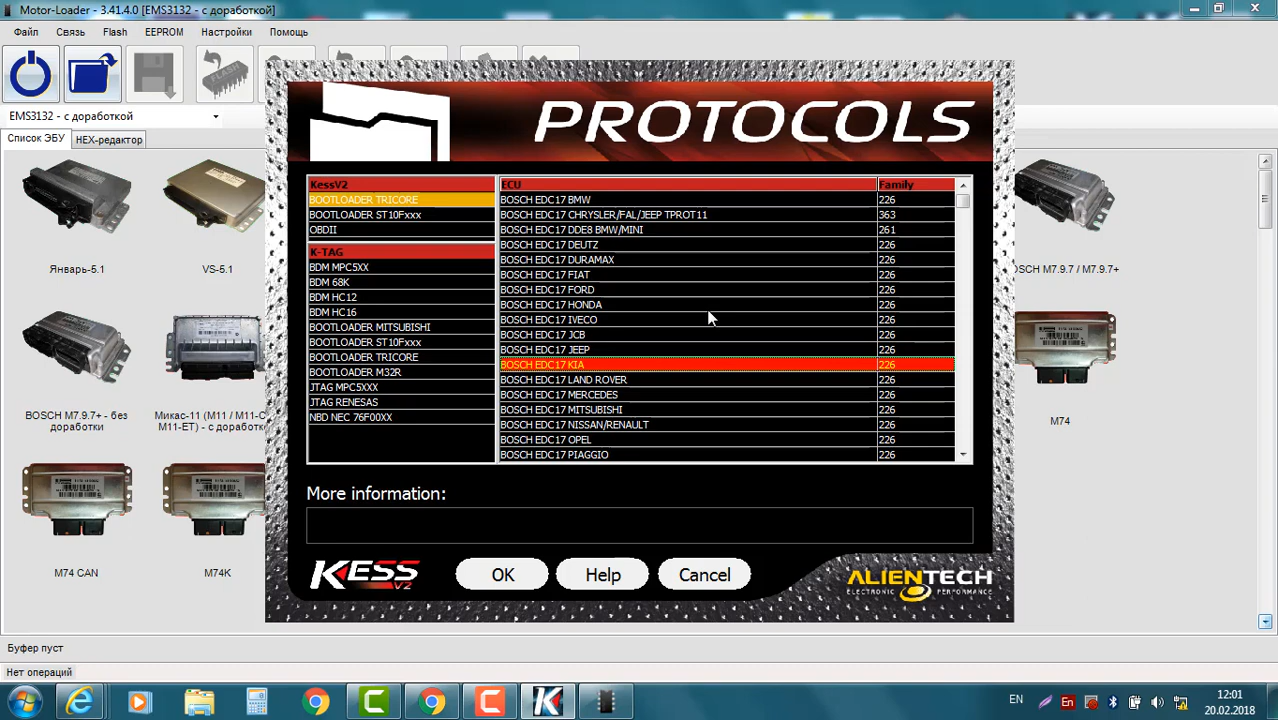 Motor-Loader - 3.41.4.0 [EMS3132 - с доработкой]
Файл Связь Flash EEPROM Настройки Помощь
FLASH
EMS3132 - с доработкой
Список ЭБУ HEX-редактор
Январь-5.1
VS-5.1
OSCH M7.9.7 / M7.9.7+
BOSCH M7.9.7+ - без доработки
Микас-11 (M11 / M11-C
M11-ET) - с доработ
M74
M74 CAN
M74K
PROTOCOLS
KessV2
BOOTLOADER TRICORE
BOOTLOADER ST10Fxxx
OBDII
K-TAG
BDM MPC5XX
BDM 68K
BDM HC12
BDM HC16
BOOTLOADER MITSUBISHI
BOOTLOADER ST10Fxxx
BOOTLOADER TRICORE
BOOTLOADER M32R
JTAG MPC5XXX
JTAG RENESAS
NBD NEC 76F00XX
ECU Family
BOSCH EDC17 BMW 226
BOSCH EDC17 CHRYSLER/FAL/JEEP TPROT11 363
BOSCH EDC17 DDE8 BMW/MINI 261
BOSCH EDC17 DEUTZ 226
BOSCH EDC17 DURAMAX 226
BOSCH EDC17 FIAT 226
BOSCH EDC17 FORD 226
BOSCH EDC17 HONDA 226
BOSCH EDC17 IVECO 226
BOSCH EDC17 JCB 226
BOSCH EDC17 JEEP 226
BOSCH EDC17 KIA 226
BOSCH EDC17 LAND ROVER 226
BOSCH EDC17 MERCEDES 226
BOSCH EDC17 MITSUBISHI 226
BOSCH EDC17 NISSAN/RENAULT 226
BOSCH EDC17 OPEL 226
BOSCH EDC17 PIAGGIO 226
More information:
KESS V2
OK Help Cancel
ALIENTECH
ELECTRONIC PERFORMANCE
Буфер пуст
Нет операций
EN
En
12:01
20.02.2018